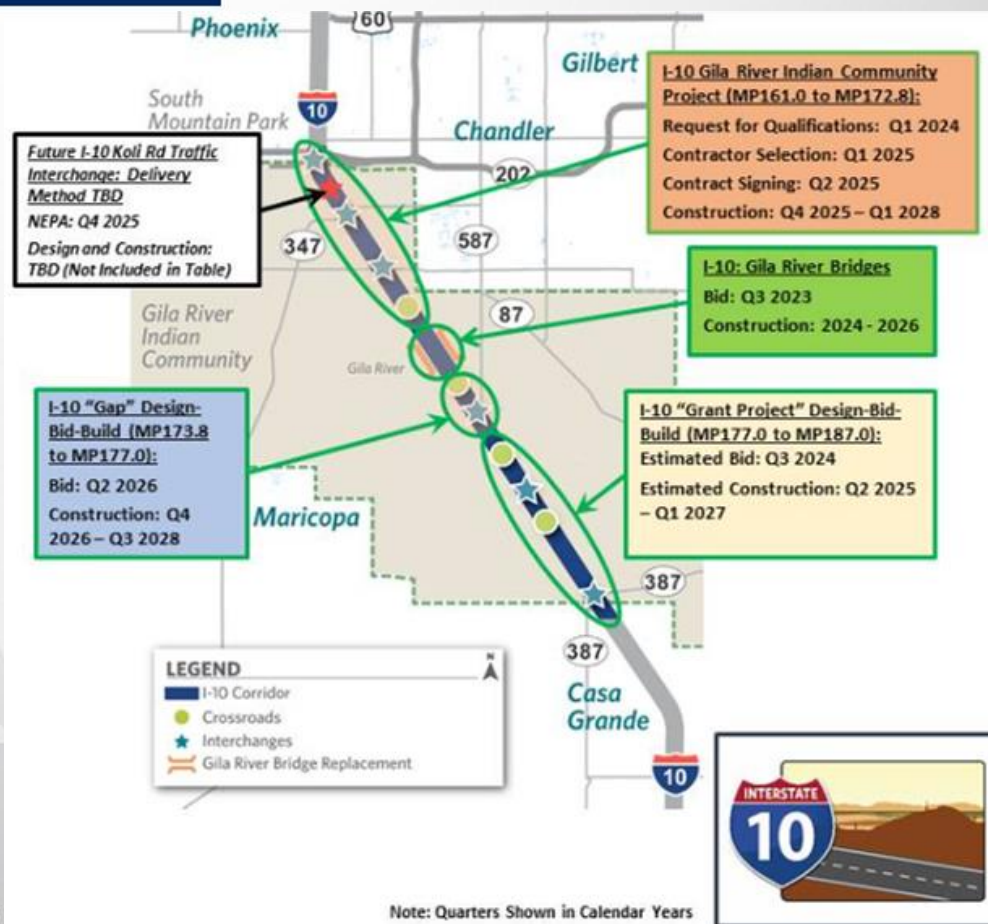 Phoenix
60
Gilbert
South
Mountain Park
10
Chandler
202
Future I-10 Koli Rd Traffic
Interchange: Delivery
Method TBD
NEPA: Q4 2025
Design and Construction:
TBD (Not Included in Table)
I-10 Gila River Indian Community
Project (MP161.0 to MP172.8):
Request for Qualifications: Q1 2024
Contractor Selection: Q1 2025
Contract Signing: Q2 2025
Construction: Q4 2025 – Q1 2028
347
587
I-10: Gila River Bridges
Bid: Q3 2023
Construction: 2024 - 2026
87
Gila River
Indian
Community
Gila River
I-10 “Gap” Design-
Bid-Build (MP173.8
to MP177.0):
Bid: Q2 2026
Construction: Q4
2026 – Q3 2028
I-10 “Grant Project” Design-Bid-
Build (MP177.0 to MP187.0):
Estimated Bid: Q3 2024
Estimated Construction: Q2 2025
– Q1 2027
Maricopa
387
387
Casa
Grande
10
LEGEND
N
I-10 Corridor
Crossroads
Interchanges
Gila River Bridge Replacement
INTERSTATE
10
Note: Quarters Shown in Calendar Years